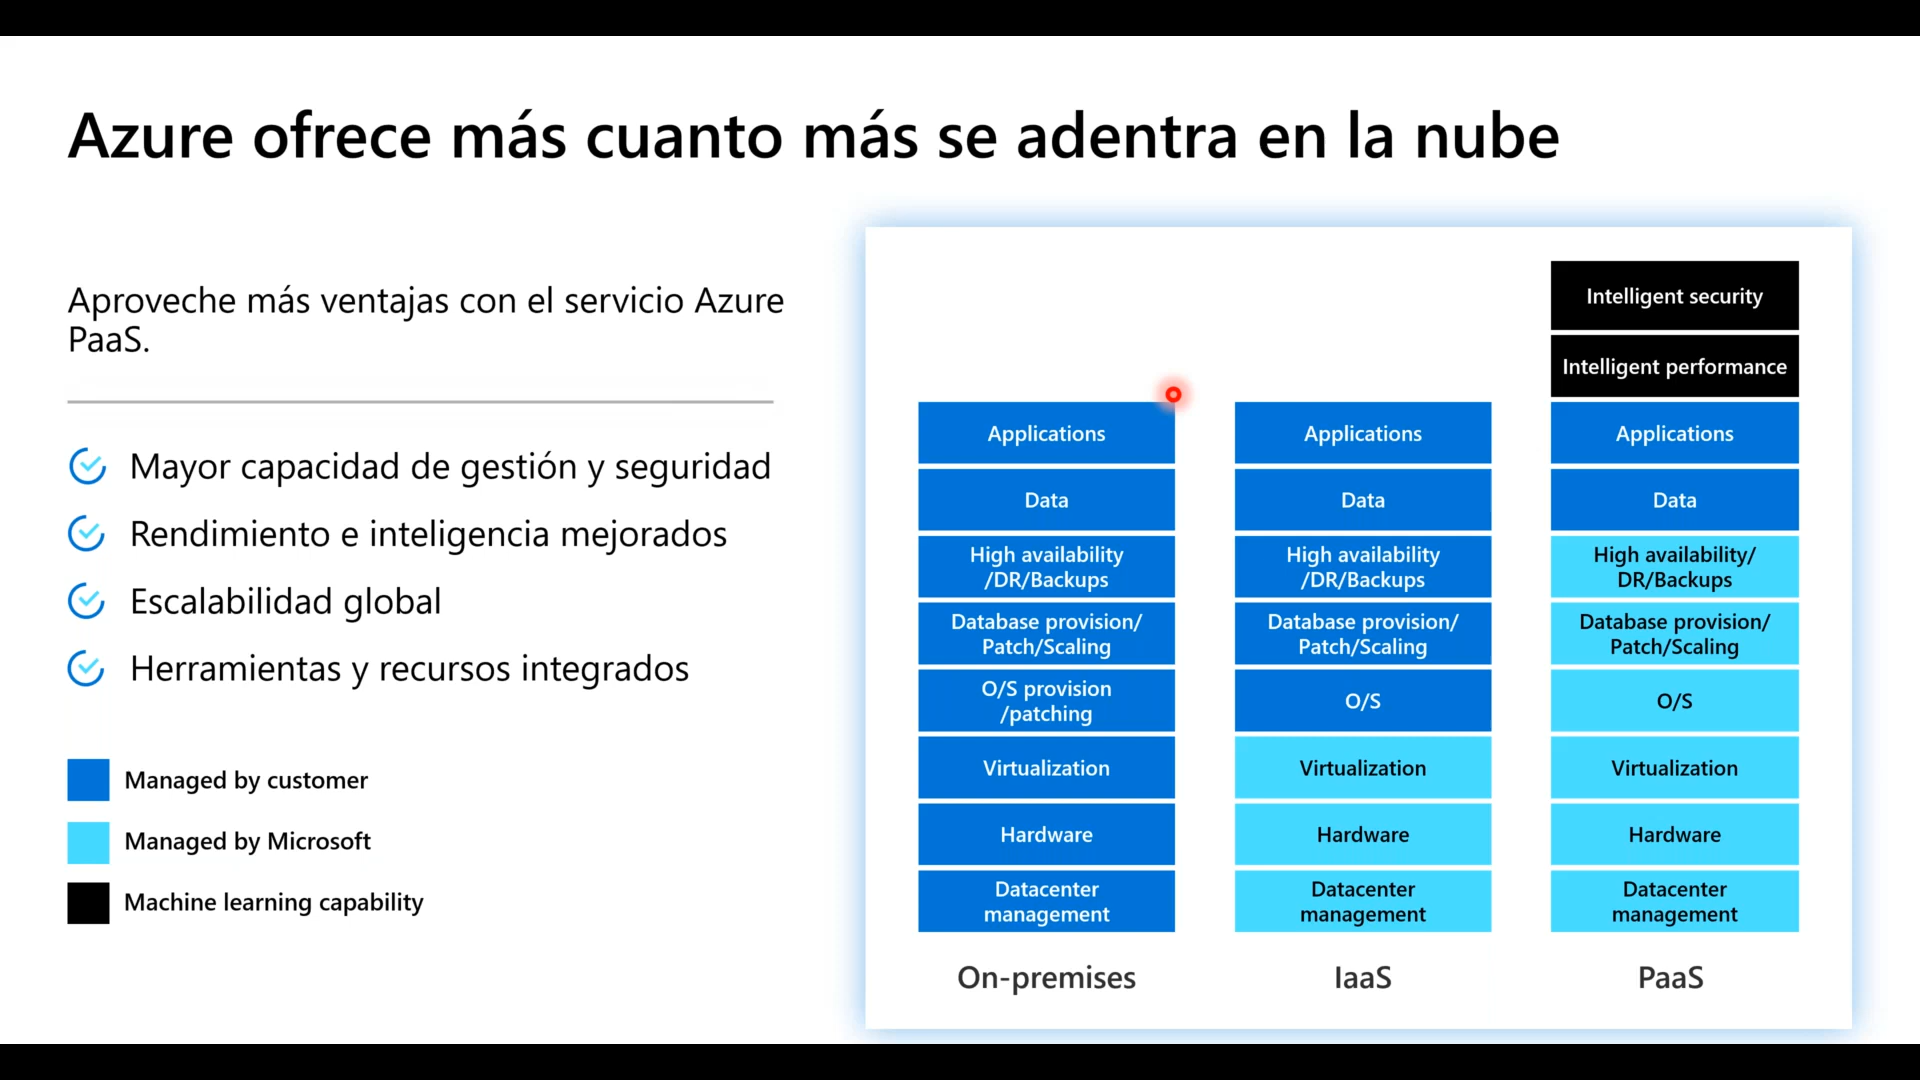 Azure ofrece más cuanto más se adentra en la nube
Aproveche más ventajas con el servicio Azure
PaaS.
Mayor capacidad de gestión y seguridad
Rendimiento e inteligencia mejorados
Escalabilidad global
Herramientas y recursos integrados
Managed by customer
Managed by Microsoft
Machine learning capability
Applications
Data
High availability
/DR/Backups
Database provision/
Patch/Scaling
O/S provision
/patching
Virtualization
Hardware
Datacenter
management
On-premises
Applications
Data
High availability
/DR/Backups
Database provision/
Patch/Scaling
O/S
Virtualization
Hardware
Datacenter
management
IaaS
Intelligent security
Intelligent performance
Applications
Data
High availability/
DR/Backups
Database provision/
Patch/Scaling
O/S
Virtualization
Hardware
Datacenter
management
PaaS